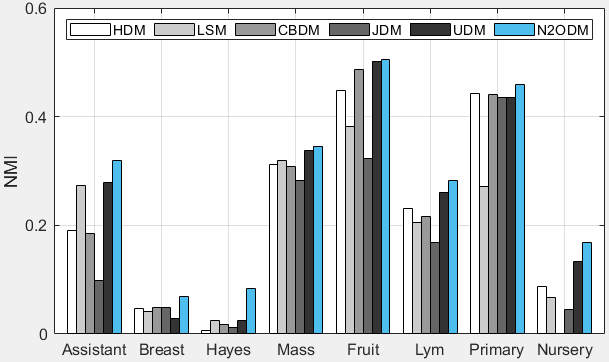 0.6
HDM LSM CBDM JDM UDM N2ODM
0.4
NMI
0.2
0
Assistant Breast Hayes Mass Fruit Lym Primary Nursery